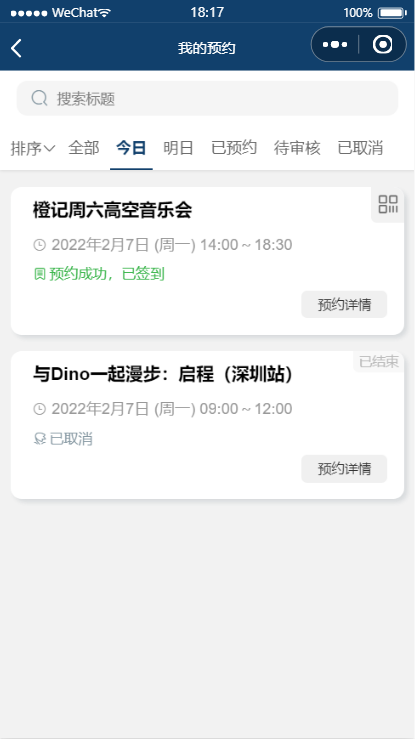 WeChat 18:17 100%
我的预约
搜索标题
排序 全部 今日 明日 已预约 待审核 已取消
橙记周六高空音乐会
2022年2月7日 (周一) 14:00 ~ 18:30
预约成功，已签到
预约详情
已结束
与Dino一起漫步：启程（深圳站）
2022年2月7日 (周一) 09:00 ~ 12:00
已取消
预约详情